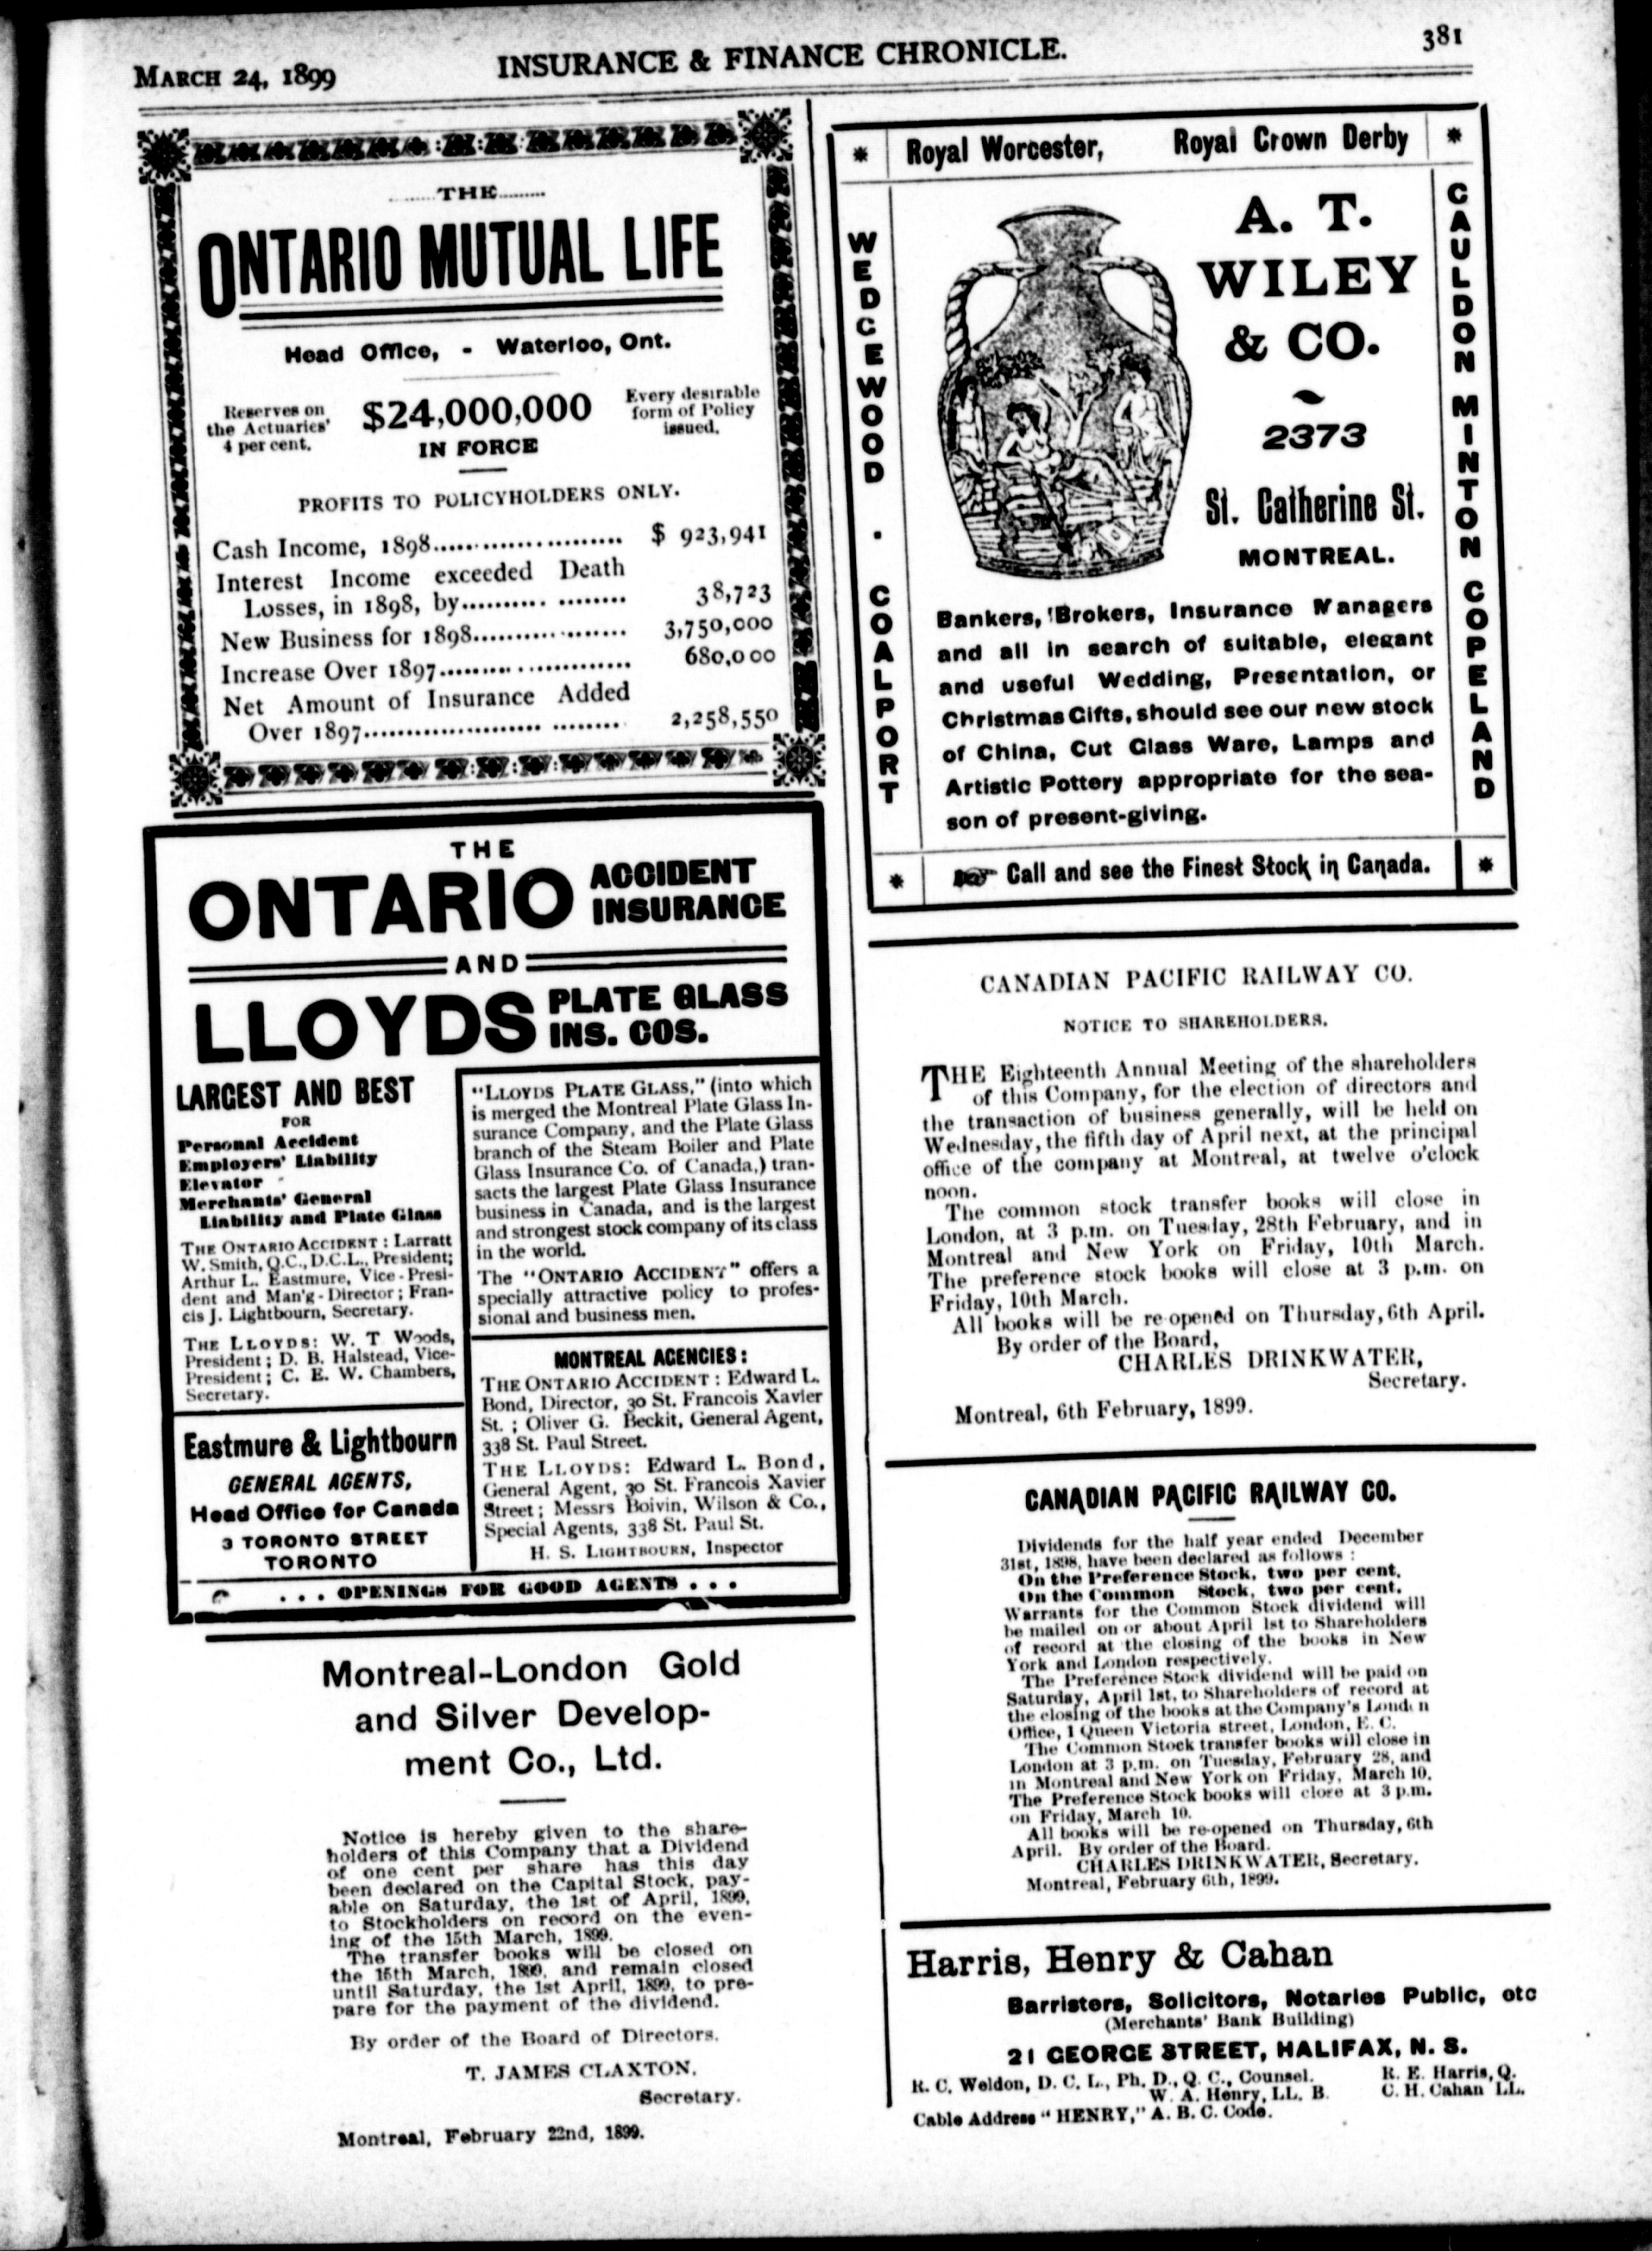 MARCH 24, 1899
INSURANCE & FINANCE CHRONICLE.
381
THE
ONTARIO MUTUAL LIFE
Head Office, - Waterloo, Ont.
Reserves on
the Actuaries'
4 per cent.
$24,000,000
IN FORCE
Every desirable
form of Policy
issued.
PROFITS TO POLICYHOLDERS ONLY.
Cash Income, 1898........................ $ 923,941
Interest Income exceeded Death
Losses, in 1898, by.......... ........ 38,723
New Business for 1898................... 3,750,000
Increase Over 1897........................ 680,000
Net Amount of Insurance Added
Over 1897...................... ........ 2,258,550
THE
ONTARIO ACCIDENT
INSURANCE
AND
LLOYDS PLATE GLASS
INS. COS.
LARGEST AND BEST
FOR
Personal Accident
Employers' Liability
Elevator
Merchants' General
Liability and Plate Glass
THE ONTARIO ACCIDENT : Larratt
W. Smith, Q.C., D.C.L., President;
Arthur L. Eastmure, Vice-Presi-
dent and Man'g-Director; Fran-
cis J. Lightbourn, Secretary.
THE LLOYDS: W. T Woods,
President; D. B. Halstead, Vice-
President; C. E. W. Chambers,
Secretary.
Eastmure & Lightbourn
GENERAL AGENTS,
Head Office for Canada
3 TORONTO STREET
TORONTO
"LLOYDS PLATE GLASS," (into which
is merged the Montreal Plate Glass In-
surance Company, and the Plate Glass
branch of the Steam Boiler and Plate
Glass Insurance Co. of Canada,) tran-
sacts the largest Plate Glass Insurance
business in Canada, and is the largest
and strongest stock company of its class
in the world.
The "ONTARIO ACCIDENT" offers a
specially attractive policy to profes-
sional and business men.
MONTREAL AGENCIES:
THE ONTARIO ACCIDENT : Edward L.
Bond, Director, 30 St. Francois Xavier
St. ; Oliver G. Beckit, General Agent,
338 St. Paul Street.
THE LLOYDS: Edward L. Bond,
General Agent, 30 St. Francois Xavier
Street; Messrs Boivin, Wilson & Co.,
Special Agents, 338 St. Paul St.
H. S. LIGHTBOURN, Inspector
. . . OPENINGS FOR GOOD AGENTS . . .
Montreal-London Gold
and Silver Develop-
ment Co., Ltd.
Notice is hereby given to the share-
holders of this Company that a Dividend
of one cent per share has this day
been declared on the Capital Stock, pay-
able on Saturday, the 1st of April, 1899,
to Stockholders on record on the even-
ing of the 15th March, 1899.
The transfer books will be closed on
the 15th March, 1899, and remain closed
until Saturday, the 1st April, 1899, to pre-
pare for the payment of the dividend.
By order of the Board of Directors.
T. JAMES CLAXTON,
Secretary.
Montreal, February 22nd, 1899.
* Royal Worcester, Royal Crown Derby *
WEDGEWOOD . COALPORT
A. T.
WILEY
& CO.
2373
St. Catherine St.
MONTREAL.
CAULDON MINTON COPELAND
Bankers, Brokers, Insurance Managers
and all in search of suitable, elegant
and useful Wedding, Presentation, or
Christmas Gifts, should see our new stock
of China, Cut Glass Ware, Lamps and
Artistic Pottery appropriate for the sea-
son of present-giving.
* ☞ Call and see the Finest Stock in Canada. *
CANADIAN PACIFIC RAILWAY CO.
NOTICE TO SHAREHOLDERS.
THE Eighteenth Annual Meeting of the shareholders
of this Company, for the election of directors and
the transaction of business generally, will be held on
Wednesday, the fifth day of April next, at the principal
office of the company at Montreal, at twelve o'clock
noon.
The common stock transfer books will close in
London, at 3 p.m. on Tuesday, 28th February, and in
Montreal and New York on Friday, 10th March.
The preference stock books will close at 3 p.m. on
Friday, 10th March.
All books will be re opened on Thursday, 6th April.
By order of the Board,
CHARLES DRINKWATER,
Secretary.
Montreal, 6th February, 1899.
CANADIAN PACIFIC RAILWAY CO.
Dividends for the half year ended December
31st, 1898, have been declared as follows :
On the Preference Stock, two per cent.
On the Common Stock, two per cent.
Warrants for the Common Stock dividend will
be mailed on or about April 1st to Shareholders
of record at the closing of the books in New
York and London respectively.
The Preference Stock dividend will be paid on
Saturday, April 1st, to Shareholders of record at
the closing of the books at the Company's London
Office, 1 Queen Victoria street, London, E. C.
The Common Stock transfer books will close in
London at 3 p.m. on Tuesday, February 28, and
in Montreal and New York on Friday, March 10.
The Preference Stock books will close at 3 p.m.
on Friday, March 10.
All books will be re-opened on Thursday, 6th
April. By order of the Board.
CHARLES DRINKWATER, Secretary.
Montreal, February 6th, 1899.
Harris, Henry & Cahan
Barristers, Solicitors, Notaries Public, etc
(Merchants' Bank Building)
21 GEORGE STREET, HALIFAX, N. S.
R. C. Weldon, D. C. L., Ph. D., Q. C., Counsel. R. E. Harris, Q.
W. A. Henry, LL. B. C. H. Cahan LL.
Cable Address "HENRY," A. B. C. Code.